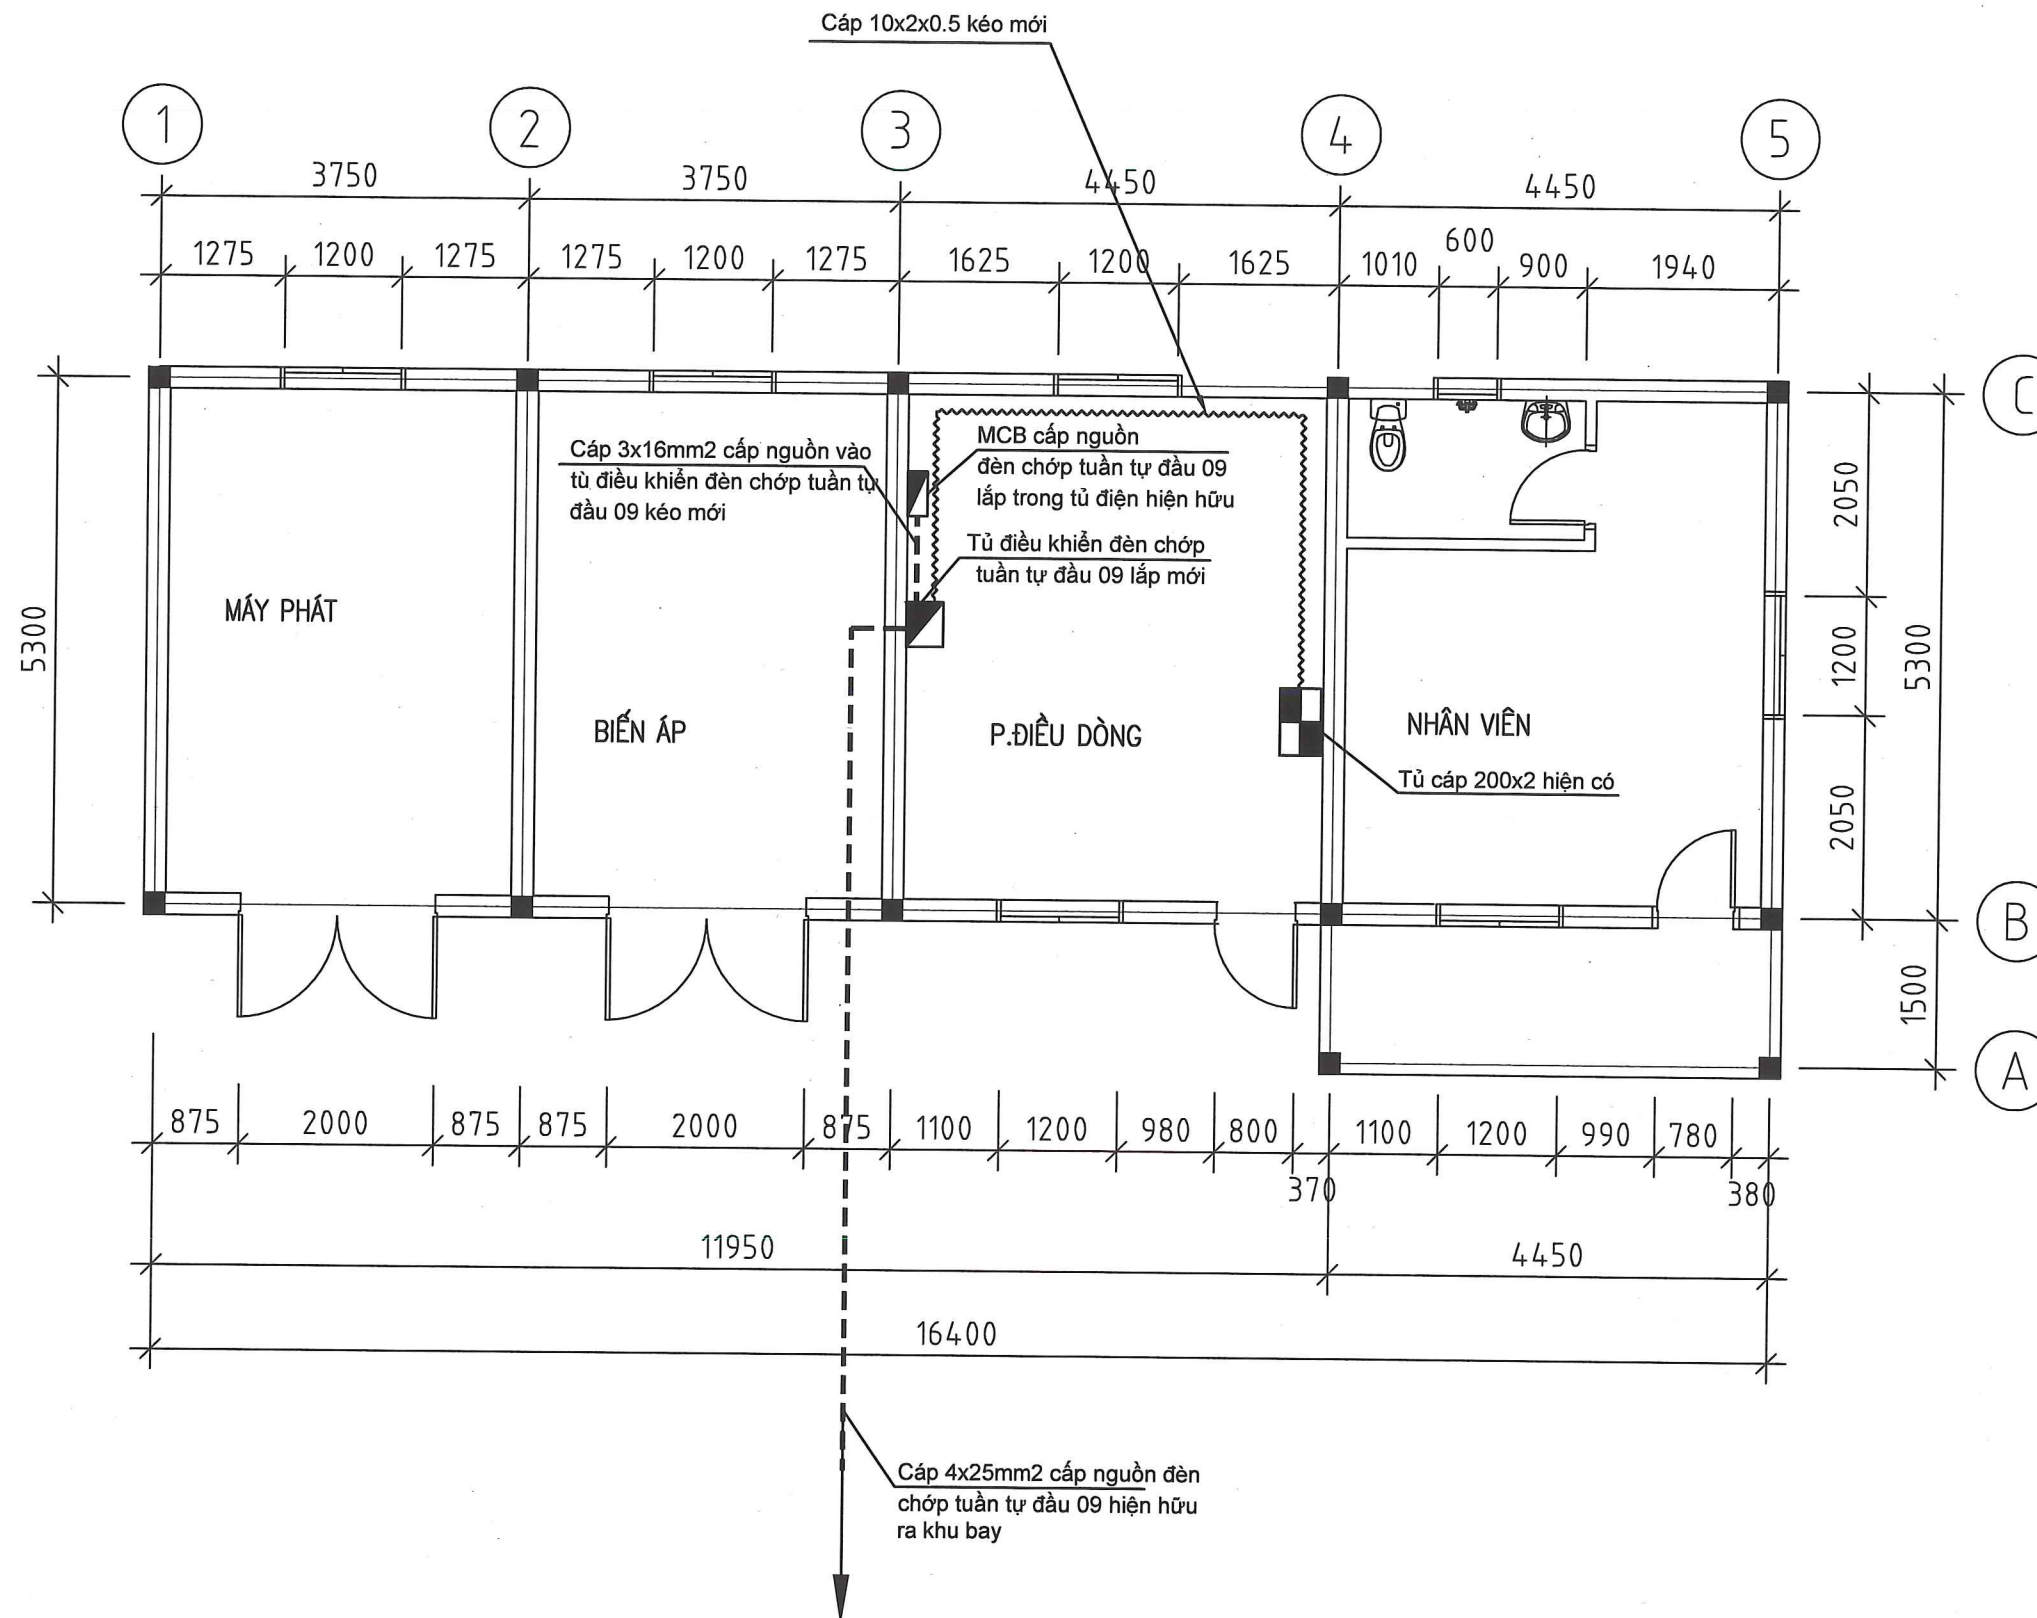 Cáp 10x2x0.5 kéo mới
1
2
3
4
5
3750
3750
4450
4450
1275
1200
1275
1275
1200
1275
1625
1200
1625
1010
600
900
1940
C
Cáp 3x16mm2 cấp nguồn vào
tù điều khiển đèn chớp tuần tự
đầu 09 kéo mới
MCB cấp nguồn
đèn chớp tuần tự đầu 09
lắp trong tủ điện hiện hữu
Tủ điều khiển đèn chớp
tuần tự đầu 09 lắp mới
5300
MÁY PHÁT
BIẾN ÁP
P.ĐIỀU DÒNG
NHÂN VIÊN
Tủ cáp 200x2 hiện có
2050
1200
2050
5300
1500
B
A
875
2000
875
875
2000
875
1100
1200
980
800
370
1100
1200
990
780
380
11950
4450
16400
Cáp 4x25mm2 cấp nguồn đèn
chớp tuần tự đầu 09 hiện hữu
ra khu bay